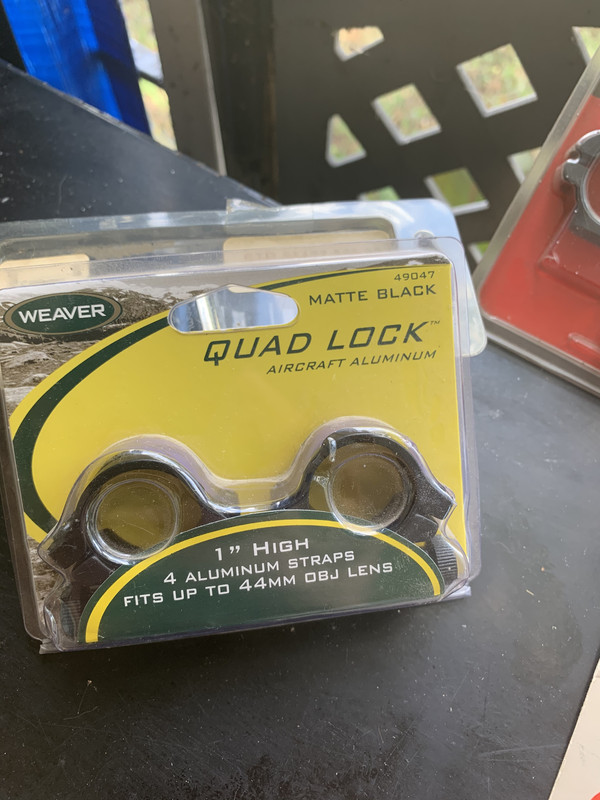 WEAVER
49047
MATTE BLACK
QUAD LOCK™
AIRCRAFT ALUMINUM
1" HIGH
4 ALUMINUM STRAPS
FITS UP TO 44MM OBJ LENS